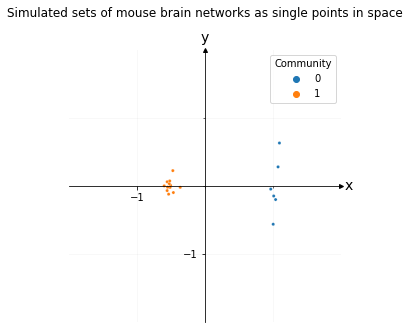 Simulated sets of mouse brain networks as single points in space
y
Community
0
1
x
−1
−1